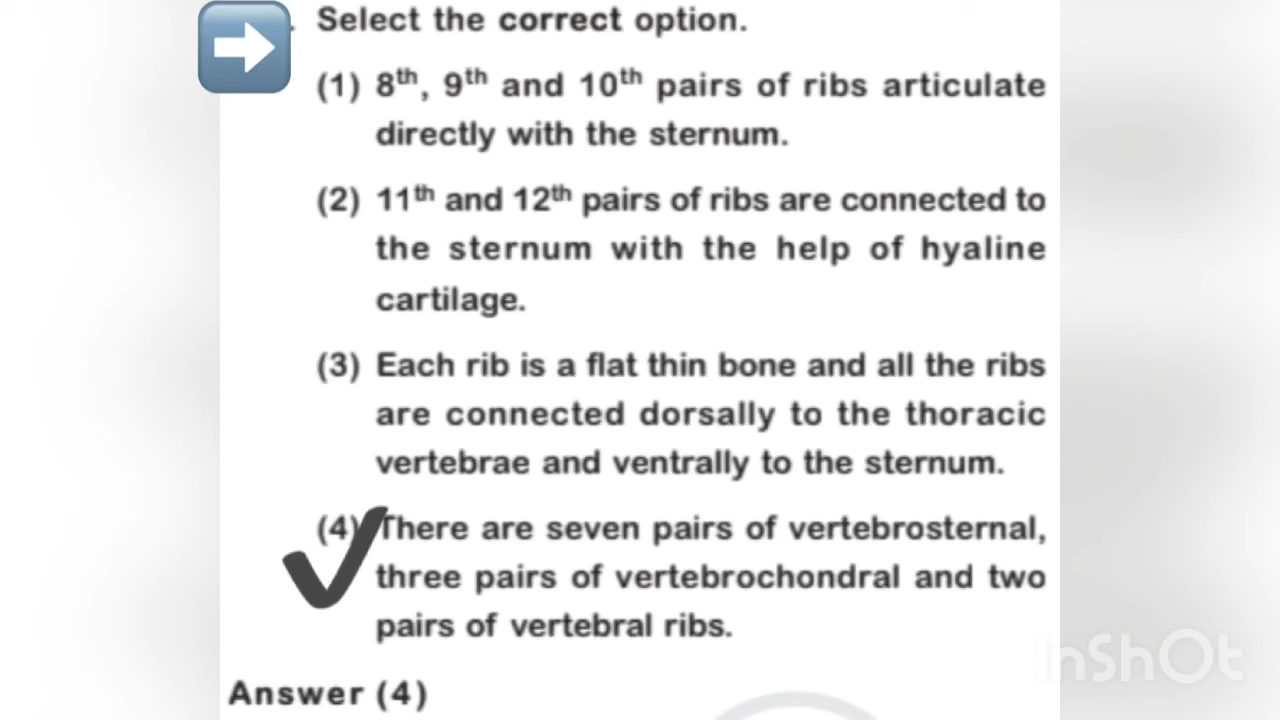 . Select the correct option.
(1) 8th, 9th and 10th pairs of ribs articulate
directly with the sternum.
(2) 11th and 12th pairs of ribs are connected to
the sternum with the help of hyaline
cartilage.
(3) Each rib is a flat thin bone and all the ribs
are connected dorsally to the thoracic
vertebrae and ventrally to the sternum.
(4) There are seven pairs of vertebrosternal,
three pairs of vertebrochondral and two
pairs of vertebral ribs.
InShOt
Answer (4)